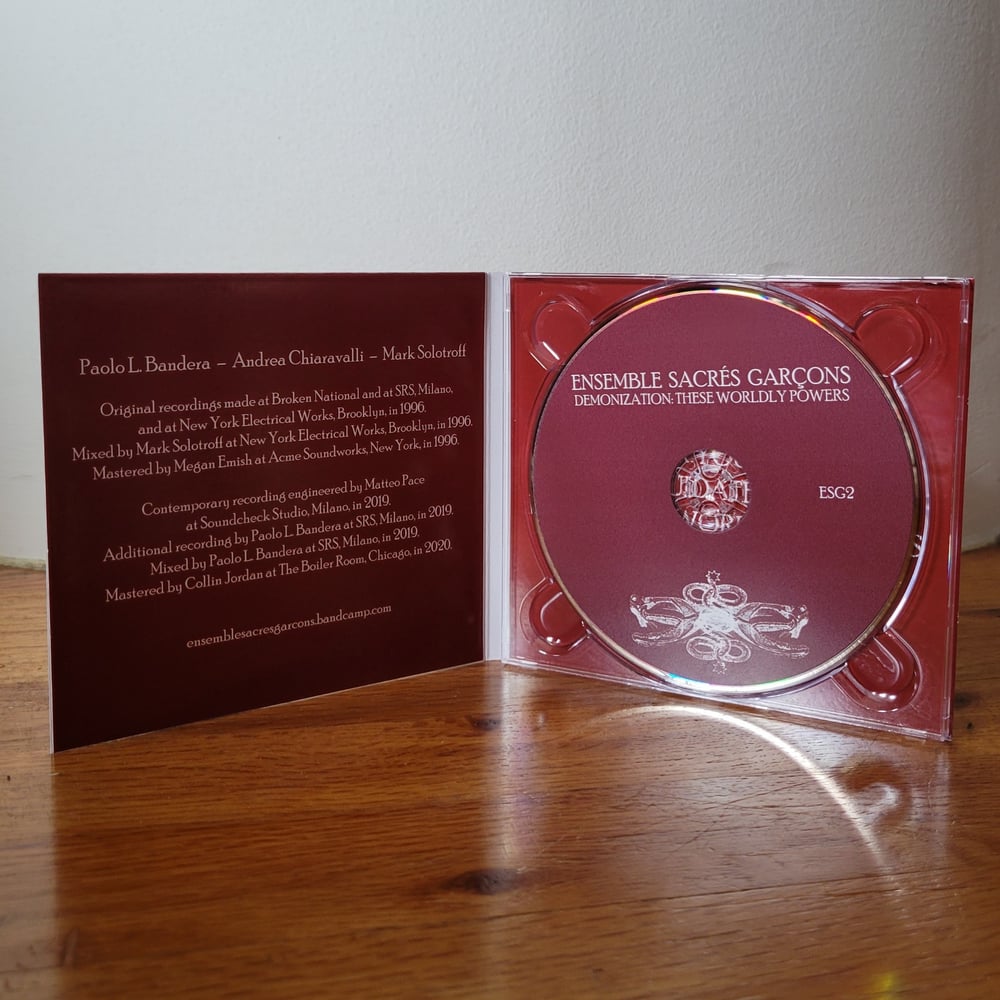 Paolo L. Bandera – Andrea Chiaravalli – Mark Solotroff
Original recordings made at Broken National and at SRS, Milano,
and at New York Electrical Works, Brooklyn, in 1996.
Mixed by Mark Solotroff at New York Electrical Works, Brooklyn, in 1996.
Mastered by Megan Emish at Acme Soundworks, New York, in 1996.
Contemporary recording engineered by Matteo Pace
at Soundcheck Studio, Milano, in 2019.
Additional recording by Paolo L. Bandera at SRS, Milano, in 2019.
Mixed by Paolo L. Bandera at SRS, Milano, in 2019.
Mastered by Collin Jordan at The Boiler Room, Chicago, in 2020.
ensemblesacresgarcons.bandcamp.com
ENSEMBLE SACRÉS GARÇONS
DEMONIZATION: THESE WORLDLY POWERS
ESG2